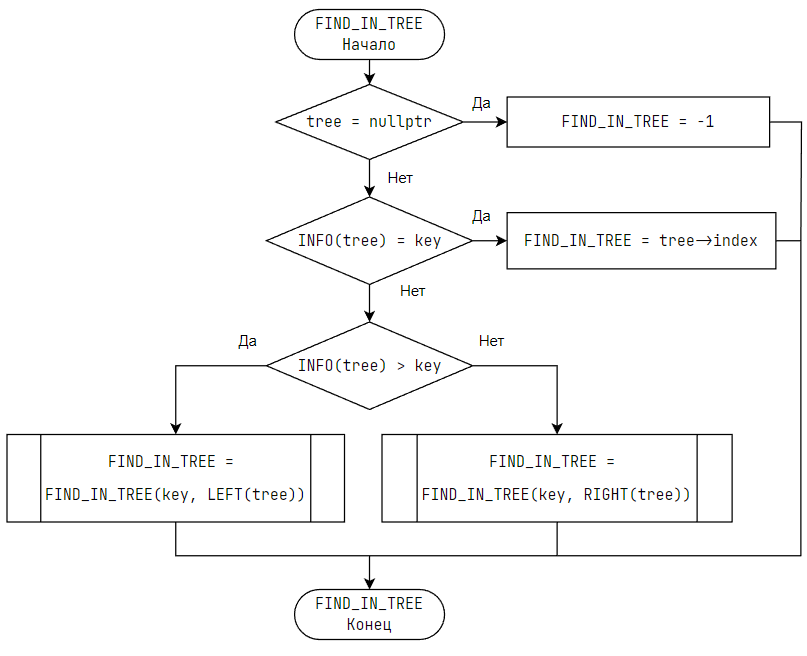 FIND_IN_TREE
Начало
tree = nullptr
Да
FIND_IN_TREE = -1
Нет
INFO(tree) = key
Да
FIND_IN_TREE = tree->index
Нет
INFO(tree) > key
Да
Нет
FIND_IN_TREE =
FIND_IN_TREE(key, LEFT(tree))
FIND_IN_TREE =
FIND_IN_TREE(key, RIGHT(tree))
FIND_IN_TREE
Конец